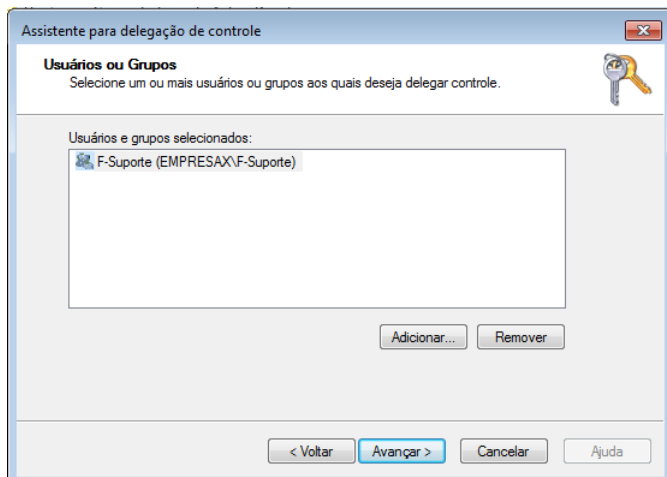 Assistente para delegação de controle
Usuários ou Grupos
Selecione um ou mais usuários ou grupos aos quais deseja delegar controle.
Usuários e grupos selecionados:
F-Suporte (EMPRESAX\F-Suporte)
Adicionar...
Remover
< Voltar
Avançar >
Cancelar
Ajuda